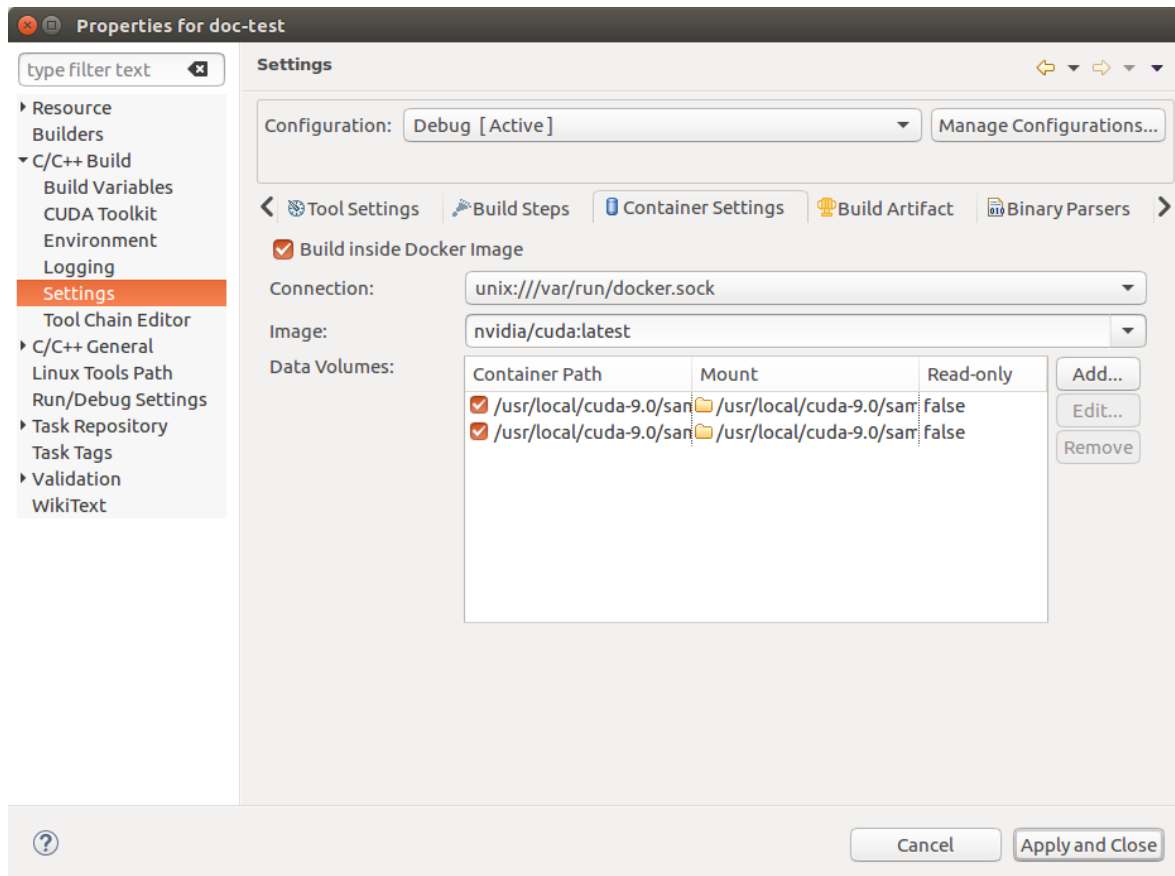 Properties for doc-test
type filter text
Resource
Builders
C/C++ Build
Build Variables
CUDA Toolkit
Environment
Logging
Settings
Tool Chain Editor
C/C++ General
Linux Tools Path
Run/Debug Settings
Task Repository
Task Tags
Validation
WikiText
Settings
Configuration: Debug [Active] Manage Configurations...
Tool Settings Build Steps Container Settings Build Artifact Binary Parsers
Build inside Docker Image
Connection: unix:///var/run/docker.sock
Image: nvidia/cuda:latest
Data Volumes:
Container Path Mount Read-only
/usr/local/cuda-9.0/san /usr/local/cuda-9.0/sam false
/usr/local/cuda-9.0/san /usr/local/cuda-9.0/sam false
Add...
Edit...
Remove
Cancel Apply and Close